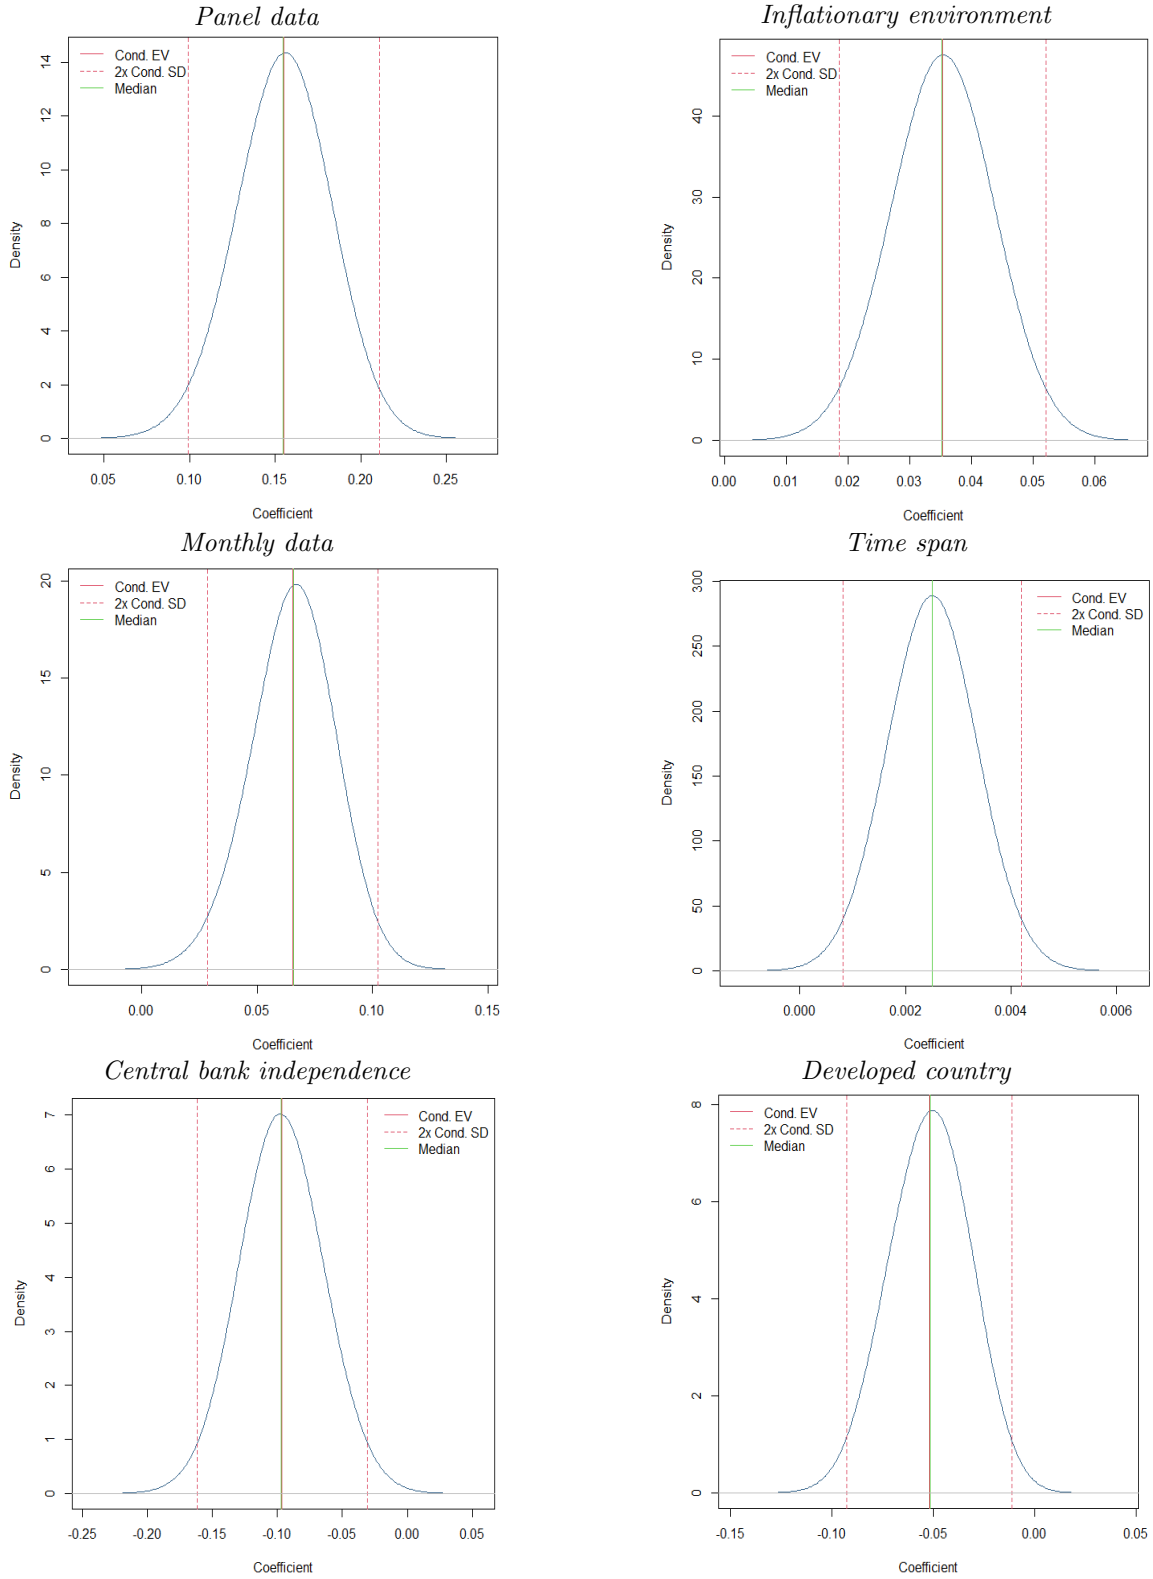 Panel data
Cond. EV
2x Cond. SD
Median
Density
0
2
4
6
8
10
12
14
0.05
0.10
0.15
0.20
0.25
Coefficient
Inflationary environment
Cond. EV
2x Cond. SD
Median
Density
0
10
20
30
40
0.00
0.01
0.02
0.03
0.04
0.05
0.06
Coefficient
Monthly data
Cond. EV
2x Cond. SD
Median
Density
0
5
10
15
20
0.00
0.05
0.10
0.15
Coefficient
Time span
Cond. EV
2x Cond. SD
Median
Density
0
50
100
150
200
250
300
0.000
0.002
0.004
0.006
Coefficient
Central bank independence
Cond. EV
2x Cond. SD
Median
Density
0
1
2
3
4
5
6
7
-0.25
-0.20
-0.15
-0.10
-0.05
0.00
0.05
Coefficient
Developed country
Cond. EV
2x Cond. SD
Median
Density
0
2
4
6
8
-0.15
-0.10
-0.05
0.00
0.05
Coefficient